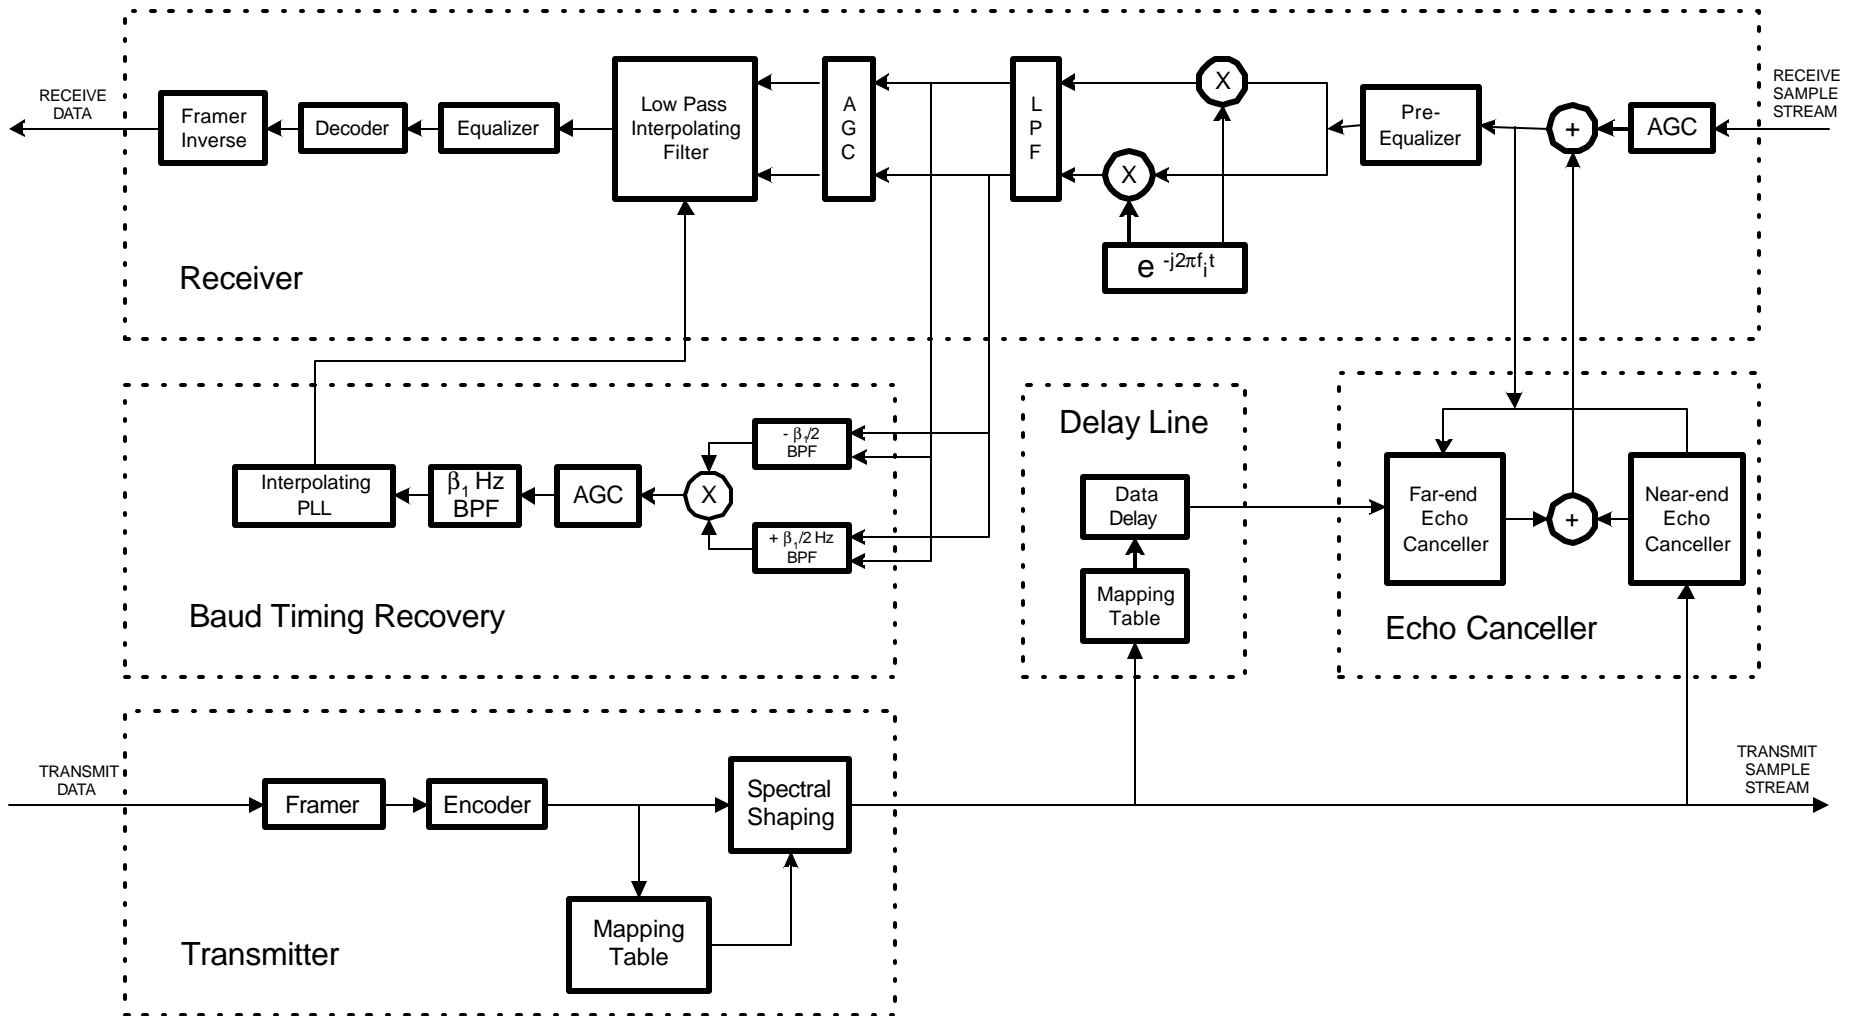 RECEIVE
DATA
Framer
Inverse
Decoder
Equalizer
Low Pass
Interpolating
Filter
A
G
C
L
P
F
X
X
e -j2πfit
Pre-
Equalizer
+
AGC
RECEIVE
SAMPLE
STREAM
Receiver
Interpolating
PLL
β1 Hz
BPF
AGC
X
- β1/2
BPF
+ β1/2 Hz
BPF
Baud Timing Recovery
Delay Line
Data
Delay
Mapping
Table
Far-end
Echo
Canceller
+
Near-end
Echo
Canceller
Echo Canceller
TRANSMIT
DATA
Framer
Encoder
Spectral
Shaping
Mapping
Table
Transmitter
TRANSMIT
SAMPLE
STREAM